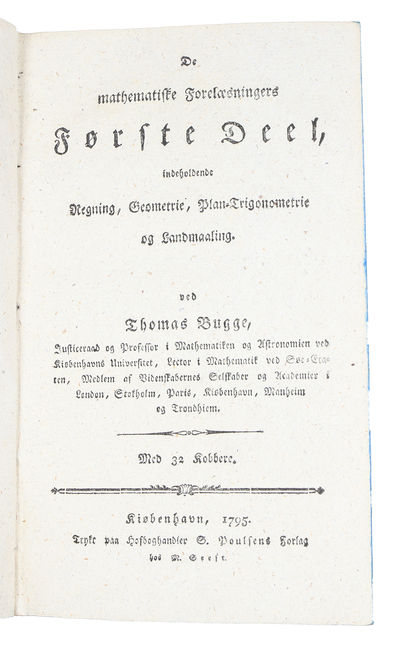 De
mathematiske Forelæsningers
Første Deel,
indeholdende
Regning, Geometrie, Plan-Trigonometrie
og Landmaaling.
ved
Thomas Bugge,
Justiceraad og Professor i Mathematiken og Astronomien ved
Kiøbenhavns Universitet, Lector i Mathematik ved Søe-Eta-
ten, Medlem af Videnskabernes Selskaber og Academier i
London, Stokholm, Paris, Kiøbenhavn, Manheim
og Trondhiem.
Med 32 Kobbere.
Kiøbenhavn, 1795.
Trykt paa Hofboghandler S. Poulsens Forlag
hos N. Seest.